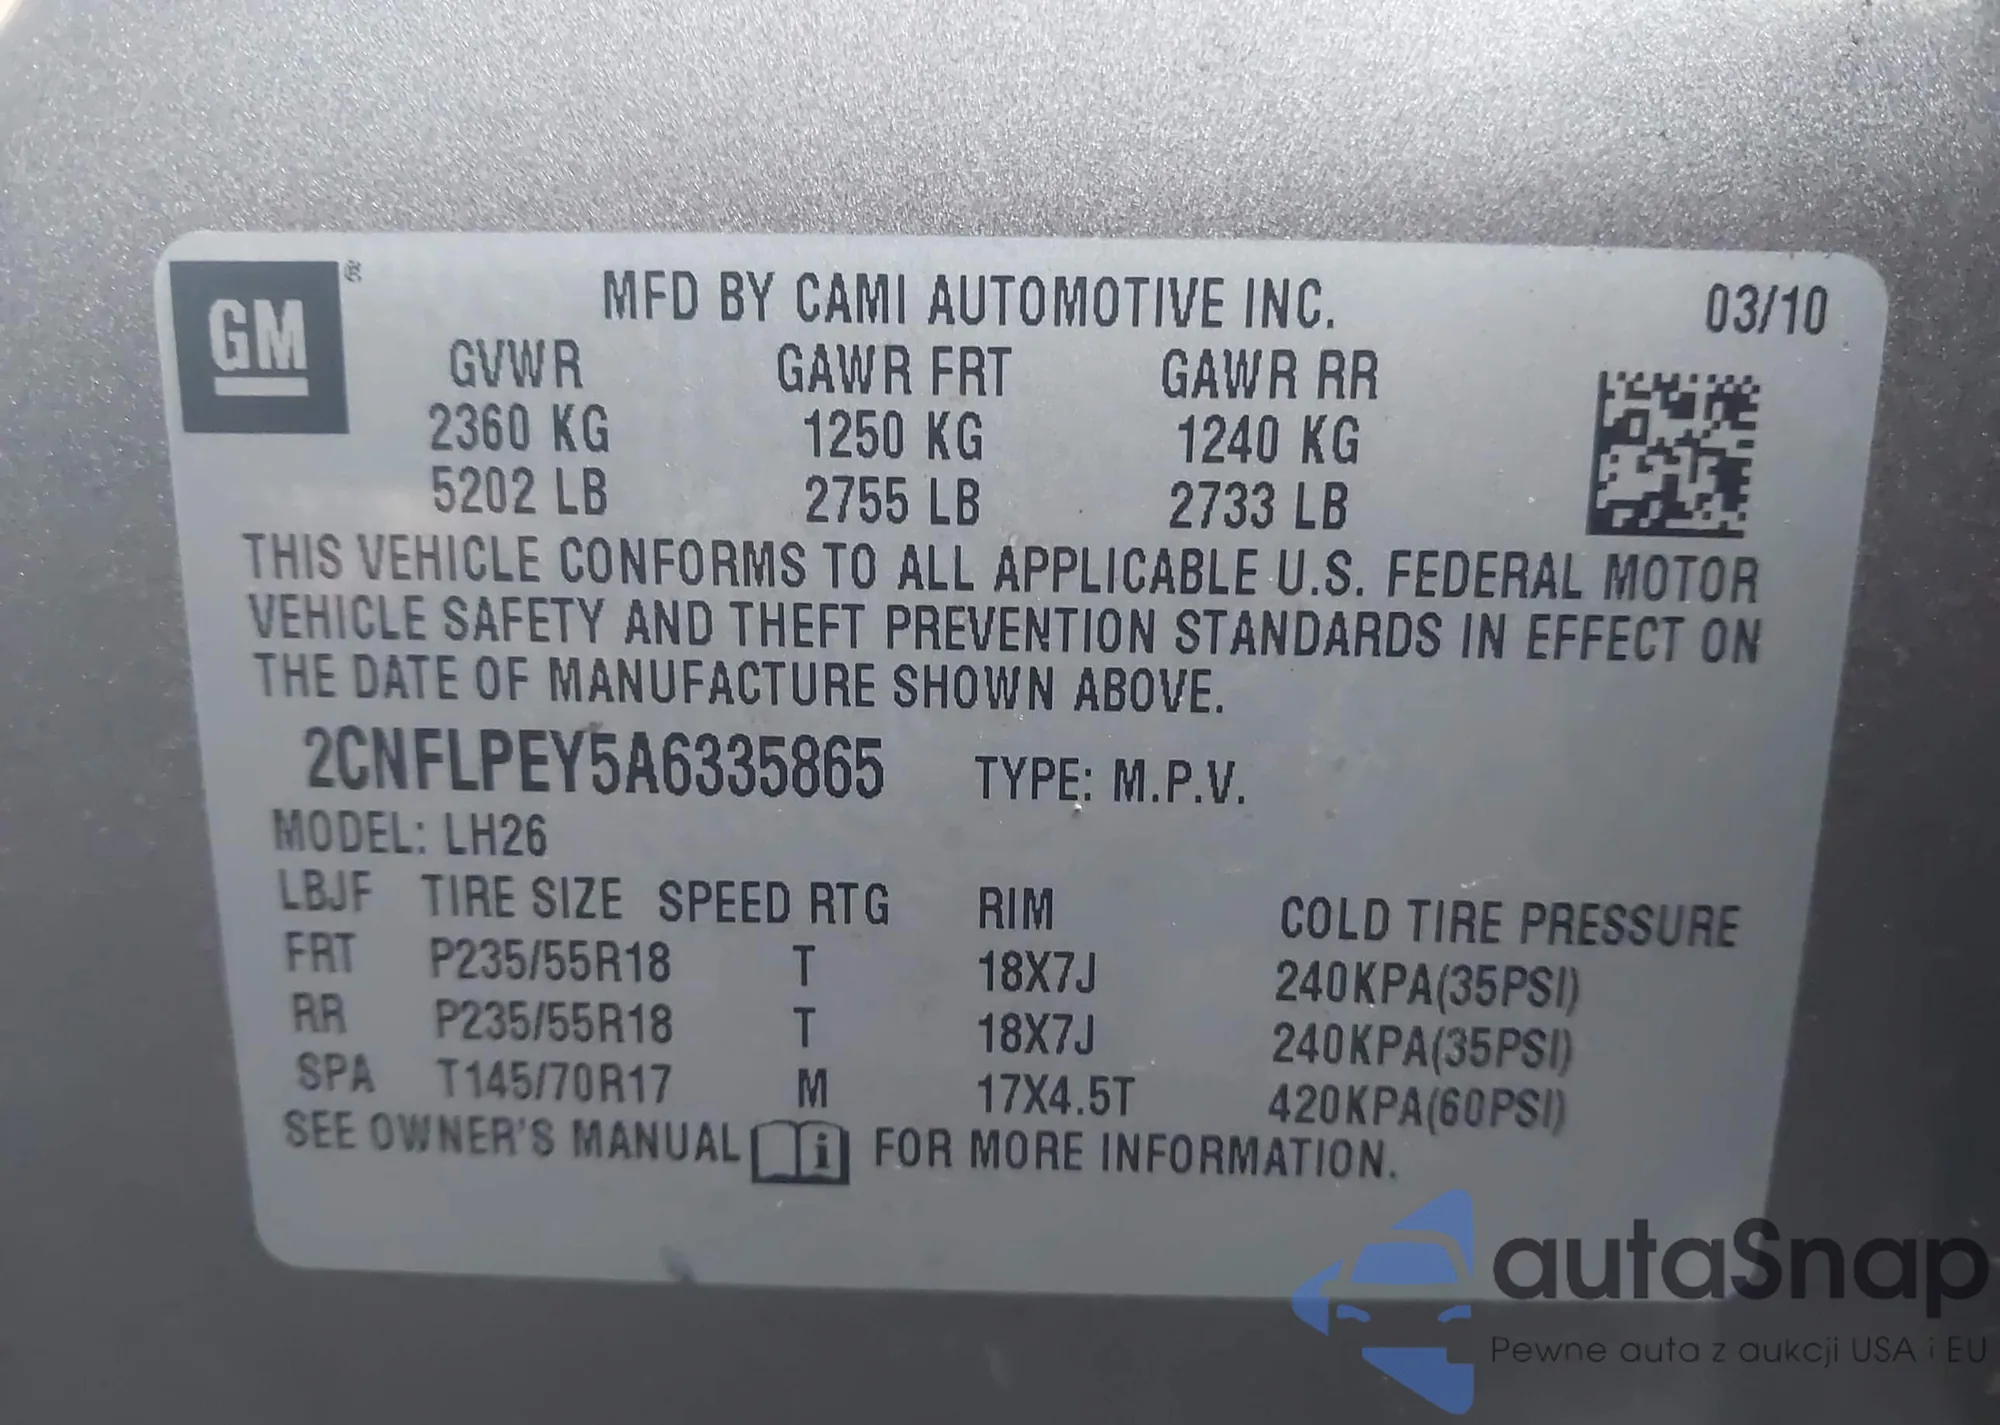 GM ®
MFD BY CAMI AUTOMOTIVE INC. 03/10
GVWR GAWR FRT GAWR RR
2360 KG 1250 KG 1240 KG
5202 LB 2755 LB 2733 LB
THIS VEHICLE CONFORMS TO ALL APPLICABLE U.S. FEDERAL MOTOR
VEHICLE SAFETY AND THEFT PREVENTION STANDARDS IN EFFECT ON
THE DATE OF MANUFACTURE SHOWN ABOVE.
2CNFLPEY5A6335865 TYPE: M.P.V.
MODEL: LH26
LBJF TIRE SIZE SPEED RTG RIM COLD TIRE PRESSURE
FRT P235/55R18 T 18X7J 240KPA(35PSI)
RR P235/55R18 T 18X7J 240KPA(35PSI)
SPA T145/70R17 M 17X4.5T 420KPA(60PSI)
SEE OWNER'S MANUAL i FOR MORE INFORMATION.
autaSnap
Pewne auta z aukcji USA i EU